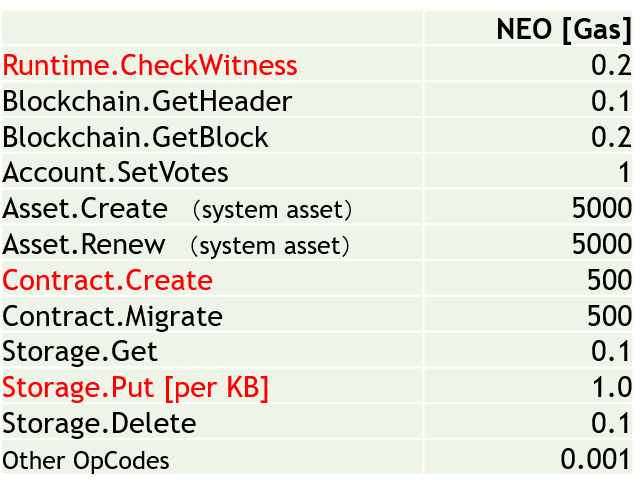 NEO [Gas]
Runtime.CheckWitness 0.2
Blockchain.GetHeader 0.1
Blockchain.GetBlock 0.2
Account.SetVotes 1
Asset.Create （system asset） 5000
Asset.Renew （system asset） 5000
Contract.Create 500
Contract.Migrate 500
Storage.Get 0.1
Storage.Put [per KB] 1.0
Storage.Delete 0.1
Other OpCodes 0.001